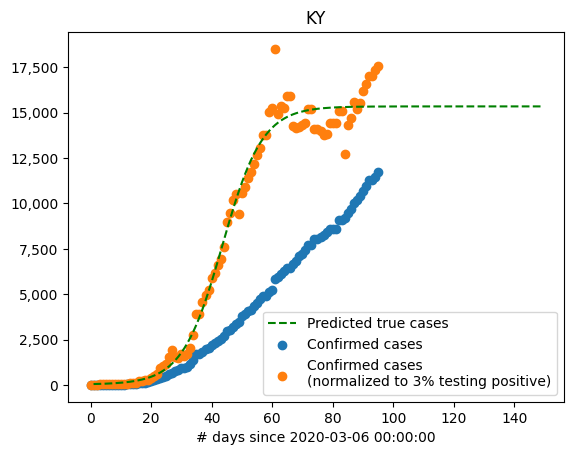 KY
17,500
15,000
12,500
10,000
7,500
5,000
2,500
0
Predicted true cases
Confirmed cases
Confirmed cases
(normalized to 3% testing positive)
0 20 40 60 80 100 120 140
# days since 2020-03-06 00:00:00